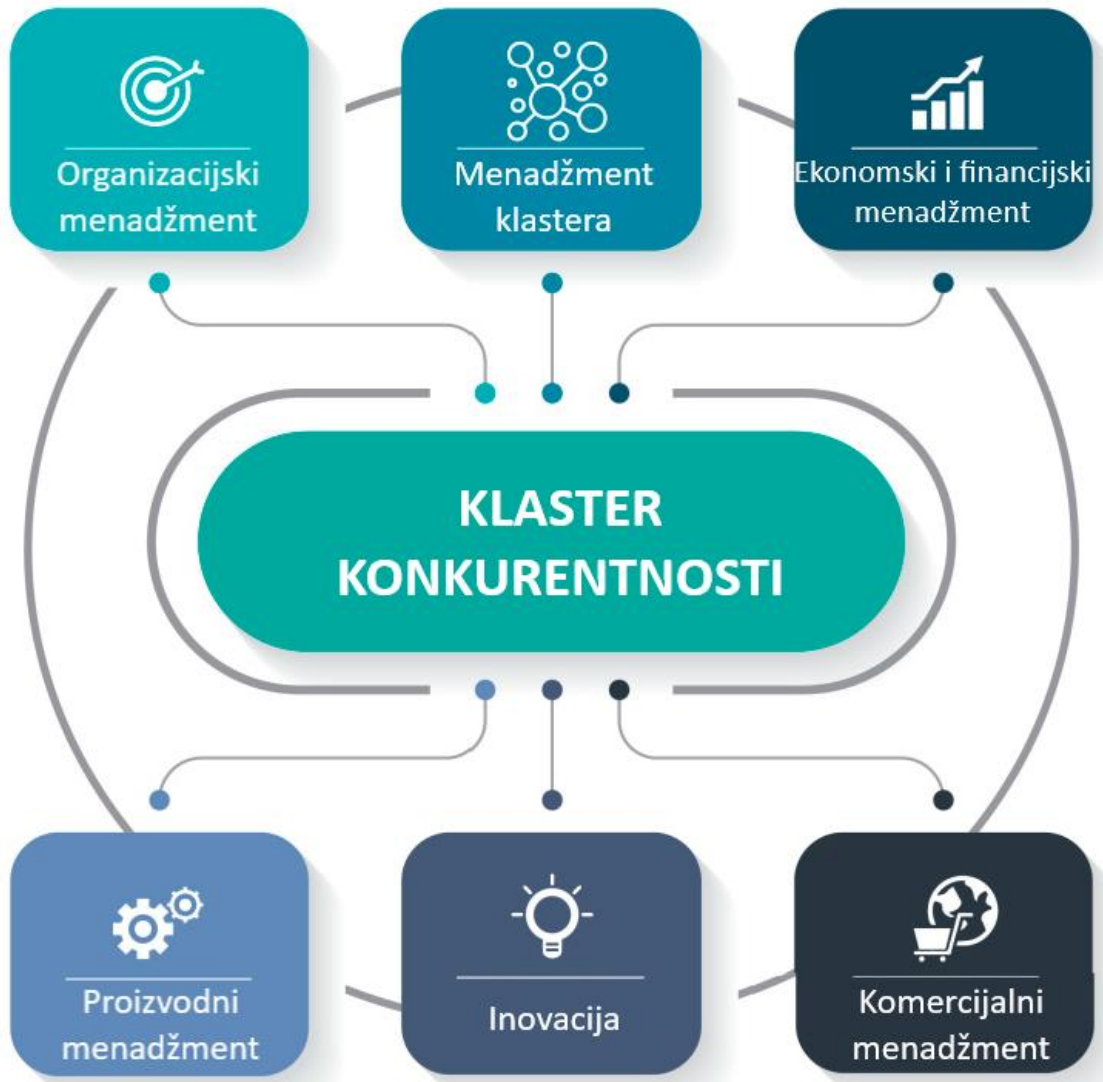 Organizacijski
menadžment
Menadžment
klastera
Ekonomski i financijski
menadžment
KLASTER
KONKURENTNOSTI
Proizvodni
menadžment
Inovacija
Komercijalni
menadžment